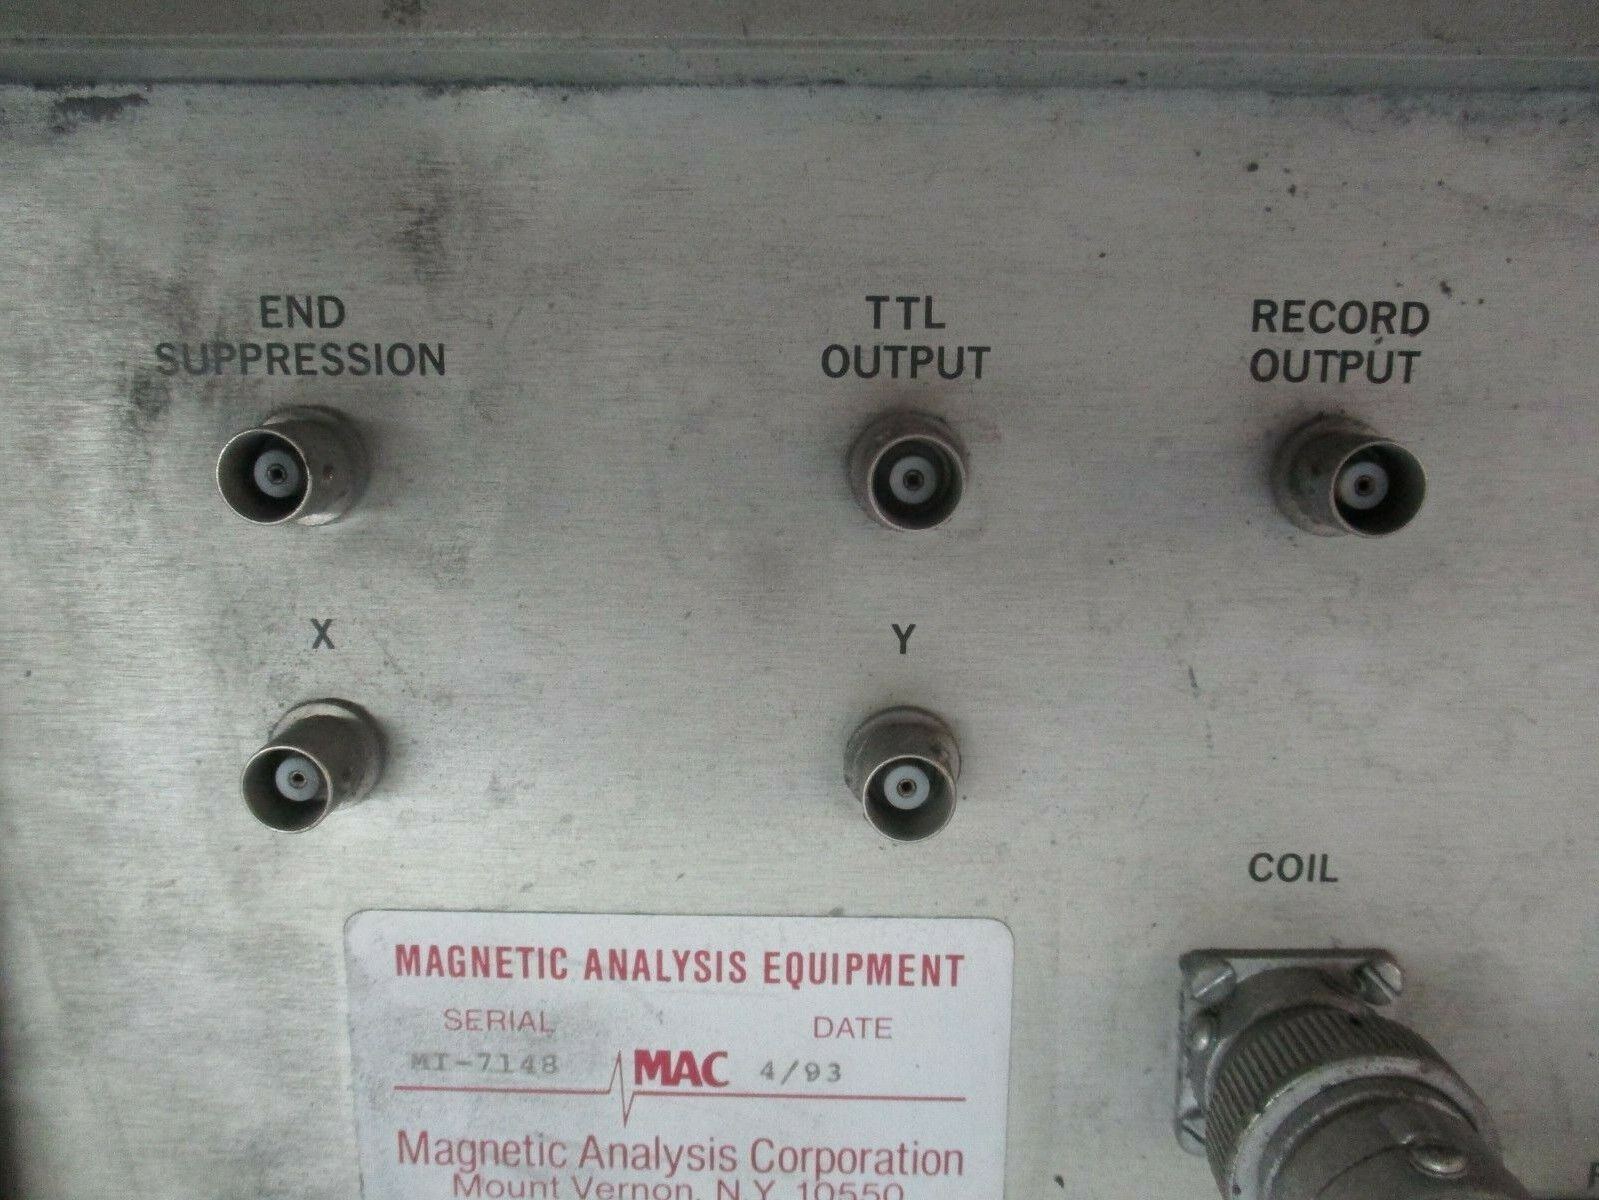 END
SUPPRESSION
TTL
OUTPUT
RECORD
OUTPUT
X
Y
COIL
MAGNETIC ANALYSIS EQUIPMENT
SERIAL DATE
MI-7148 MAC 4/93
Magnetic Analysis Corporation
Mount Vernon, N.Y. 10550